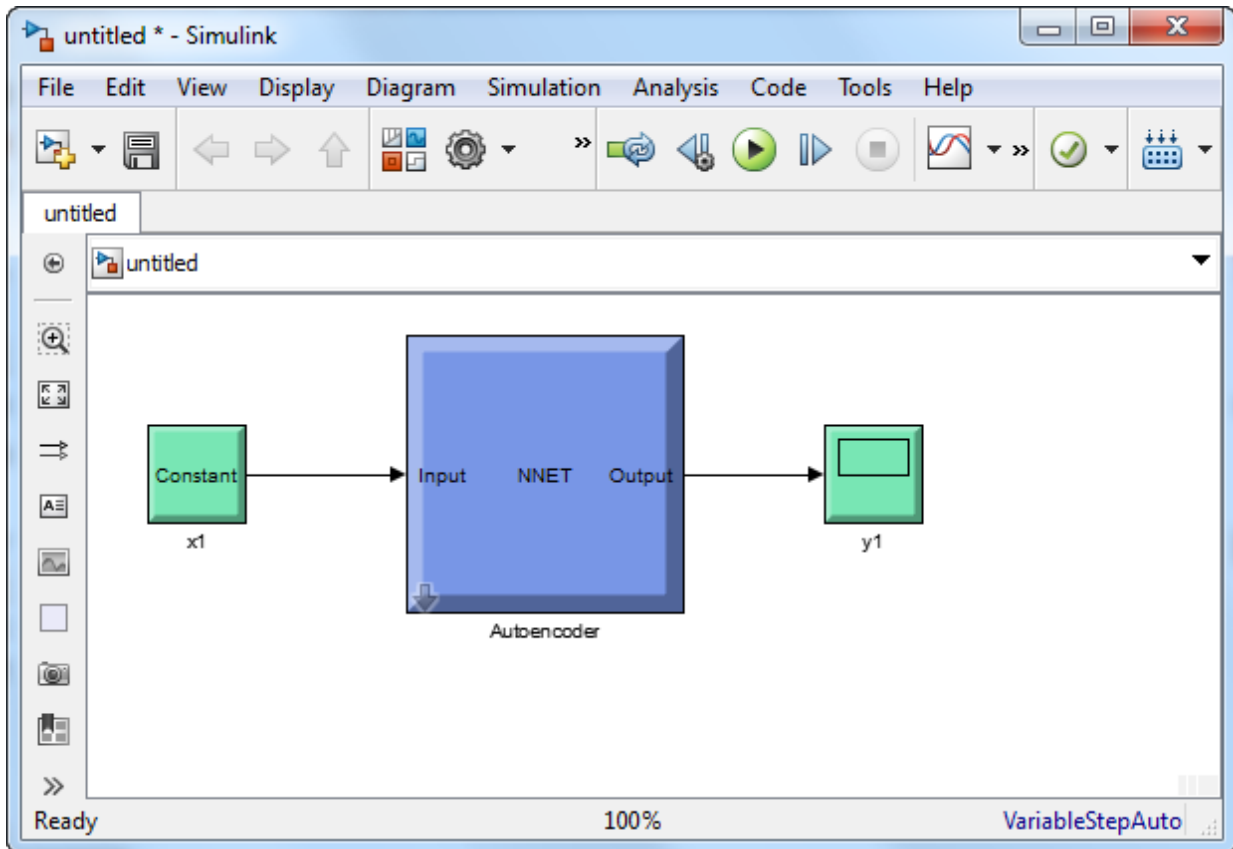 untitled * - Simulink
File Edit View Display Diagram Simulation Analysis Code Tools Help
untitled
untitled
Constant
Input NNET Output
x1
y1
Autoencoder
Ready 100% VariableStepAuto